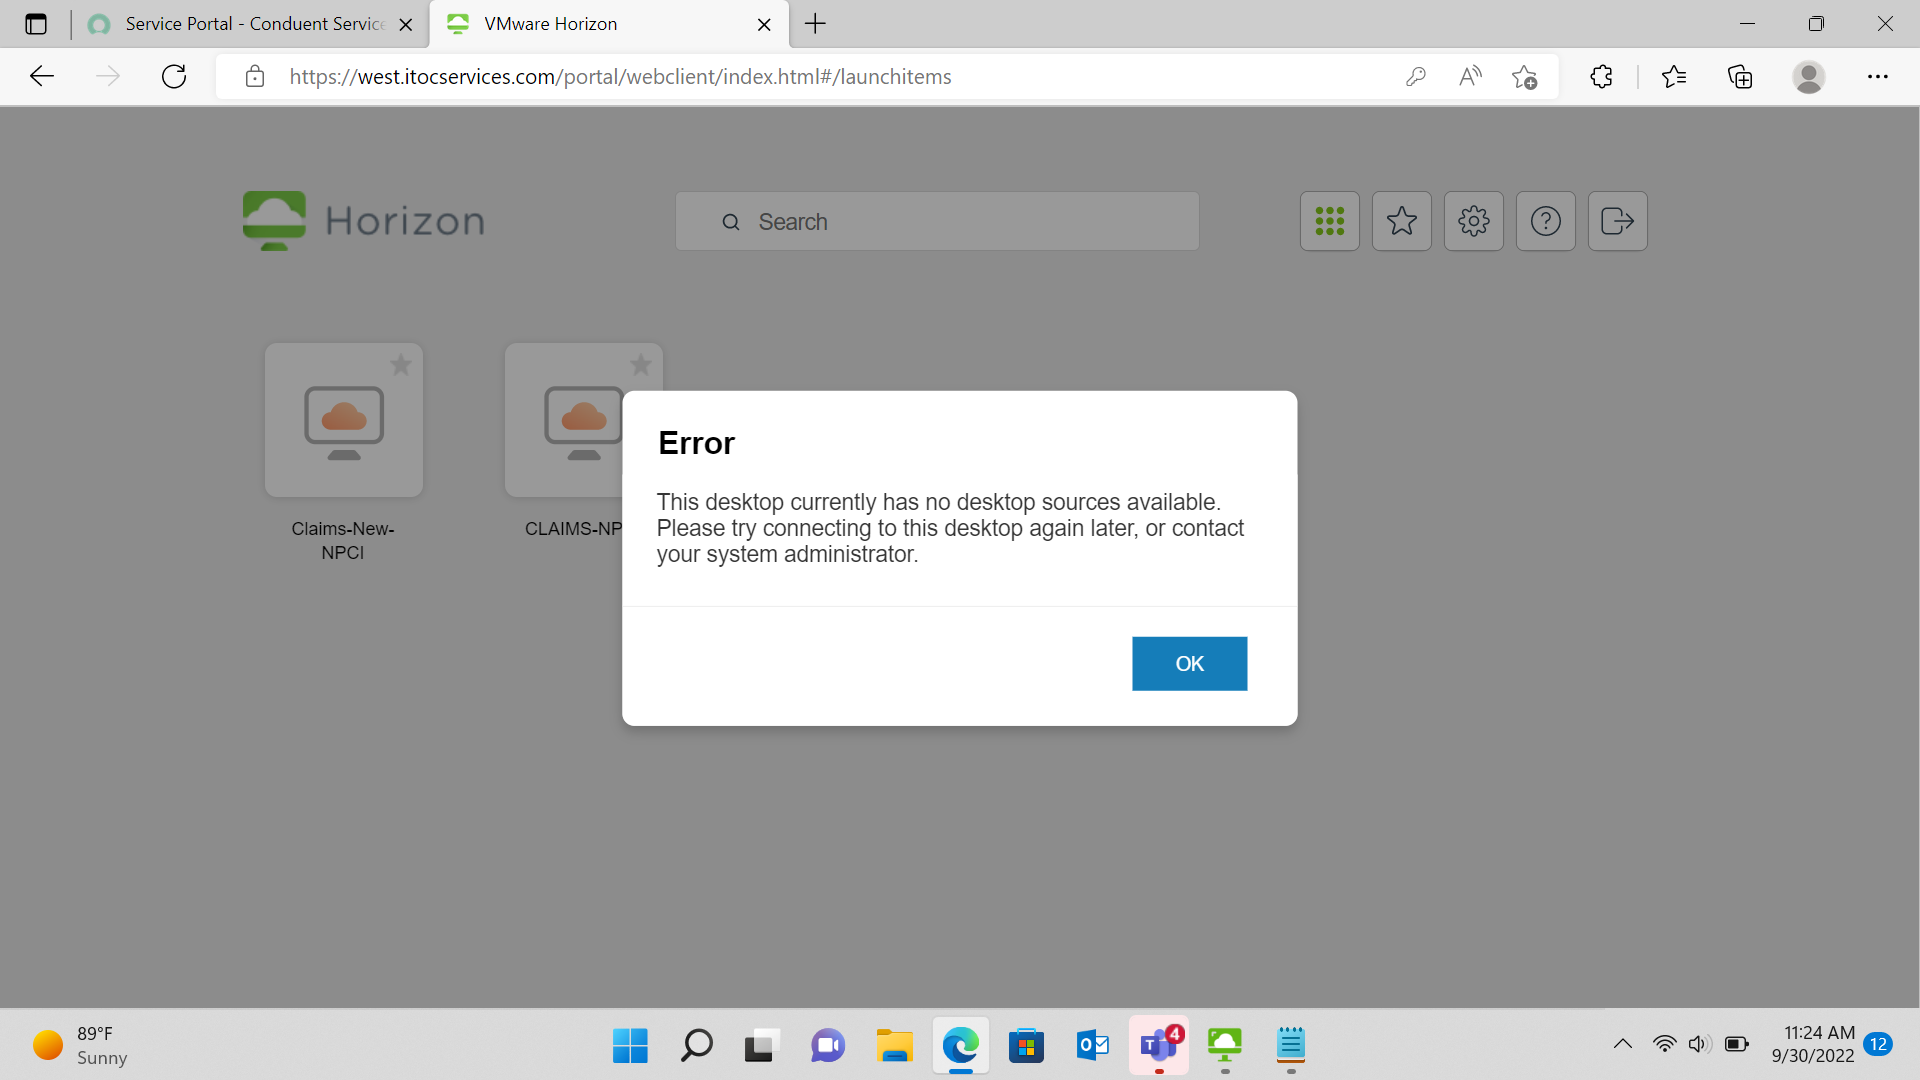 Service Portal - Conduent Service
VMware Horizon
https://west.itocservices.com/portal/webclient/index.html#/launchitems
Horizon
Search
Claims-New-
NPCI
CLAIMS-NP
Error
This desktop currently has no desktop sources available.
Please try connecting to this desktop again later, or contact
your system administrator.
OK
89°F
Sunny
4
11:24 AM
9/30/2022
12